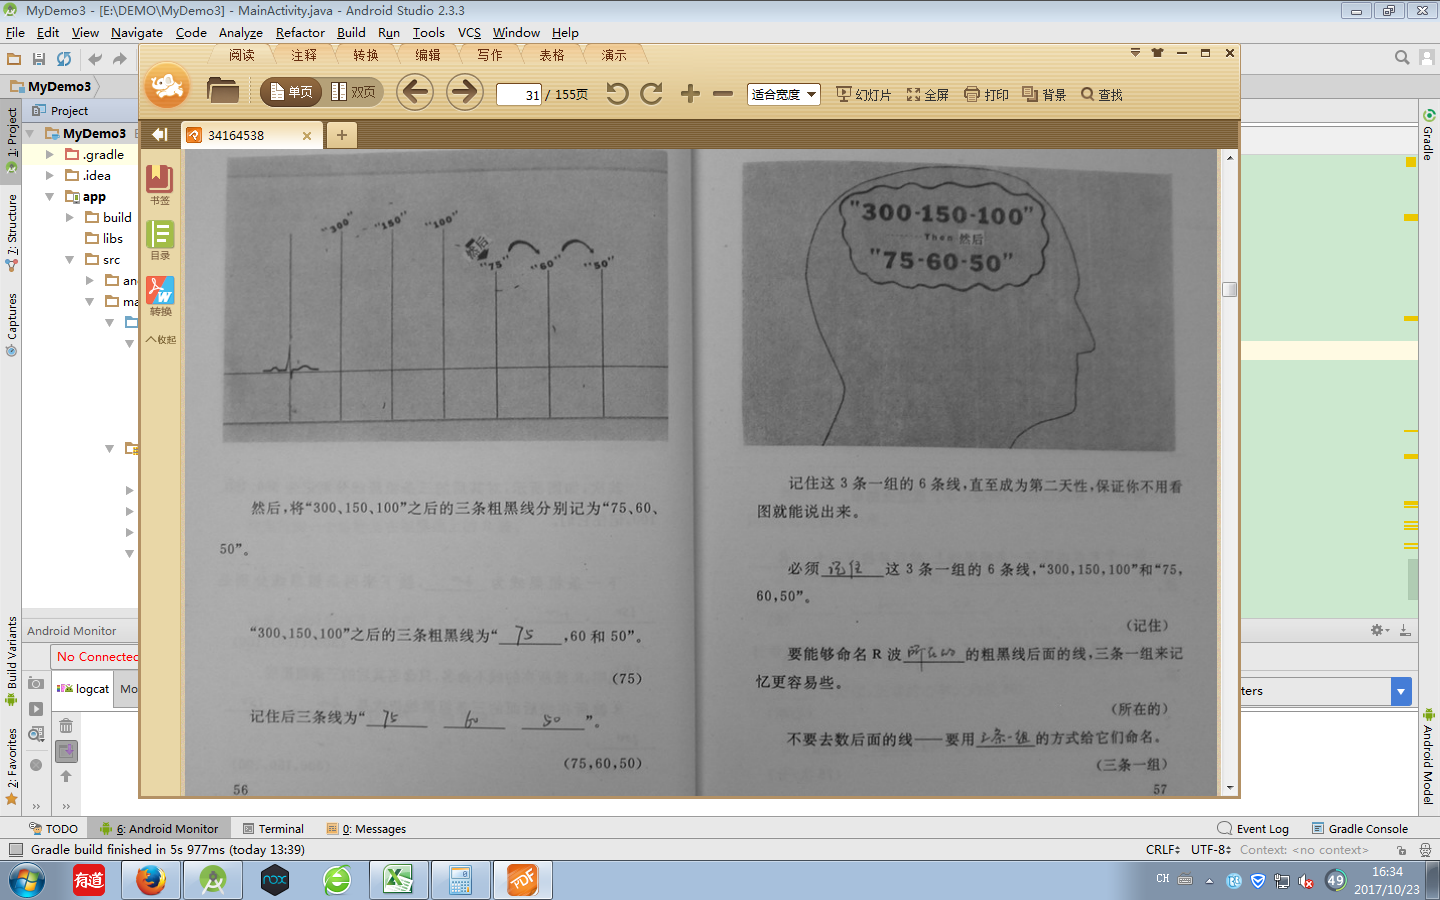 MyDemo3 - [E:\DEMO\MyDemo3] - MainActivity.java - Android Studio 2.3.3
File Edit View Navigate Code Analyze Refactor Build Run Tools VCS Window Help
阅读 注释 转换 编辑 写作 表格 演示
单页 双页 31 / 155页 适合宽度 幻灯片 全屏 打印 背景 查找
MyDemo3
34164538
1: Project
7: Structure
Captures
Build Variants
2: Favorites
Project
MyDemo3
.gradle
.idea
app
build
libs
src
an
ma
书签
目录
转换
收起
"300" "150" "100"
然后
"75" "60" "50"
然后,将“300、150、100”之后的三条粗黑线分别记为“75、60、
50”。
“300、150、100”之后的三条粗黑线为“ 75 ,60 和 50”。
(75)
记住后三条线为“ 75 60 50 ”。
(75,60,50)
56
"300-150-100"
Then 然后
"75-60-50"
记住这 3 条一组的 6 条线,直至成为第二天性,保证你不用看
图就能说出来。
必须 记住 这 3 条一组的 6 条线,“300,150,100”和“75,
60,50”。
(记住)
要能够命名 R 波 所在的 的粗黑线后面的线,三条一组来记
忆更容易些。
(所在的)
不要去数后面的线——要用 三条一组 的方式给它们命名。
(三条一组)
57
Gradle
Android Model
Android Monitor
No Connected
logcat
Mo
ters
TODO 6: Android Monitor Terminal 0: Messages Event Log Gradle Console
Gradle build finished in 5s 977ms (today 13:39) CRLF UTF-8 Context: <no context>
有道 nox PDF CH 49 16:34
2017/10/23